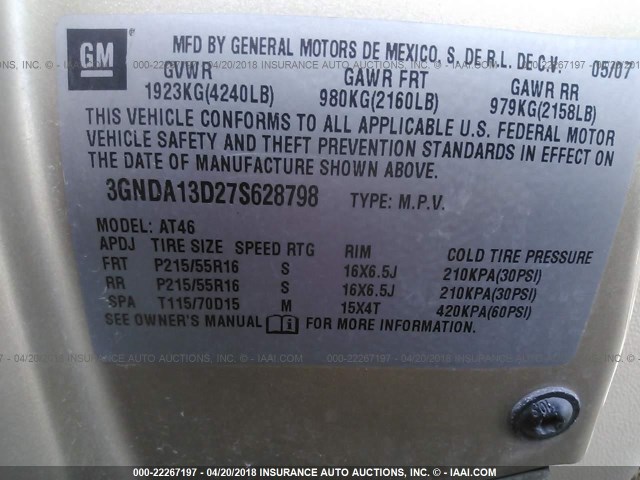 GM
MFD BY GENERAL MOTORS DE MEXICO, S. DE R.L. DE C.V. 05/07
GVWR GAWR FRT GAWR RR
1923KG(4240LB) 980KG(2160LB) 979KG(2158LB)
THIS VEHICLE CONFORMS TO ALL APPLICABLE U.S. FEDERAL MOTOR
VEHICLE SAFETY AND THEFT PREVENTION STANDARDS IN EFFECT ON
THE DATE OF MANUFACTURE SHOWN ABOVE.
3GNDA13D27S628798 TYPE: M.P.V.
MODEL: AT46
APDJ TIRE SIZE SPEED RTG RIM COLD TIRE PRESSURE
FRT P215/55R16 S 16X6.5J 210KPA(30PSI)
RR P215/55R16 S 16X6.5J 210KPA(30PSI)
SPA T115/70D15 M 15X4T 420KPA(60PSI)
SEE OWNER'S MANUAL i FOR MORE INFORMATION.
000-22267197 - 04/20/2018 INSURANCE AUTO AUCTIONS, INC. - © IAAI.COM